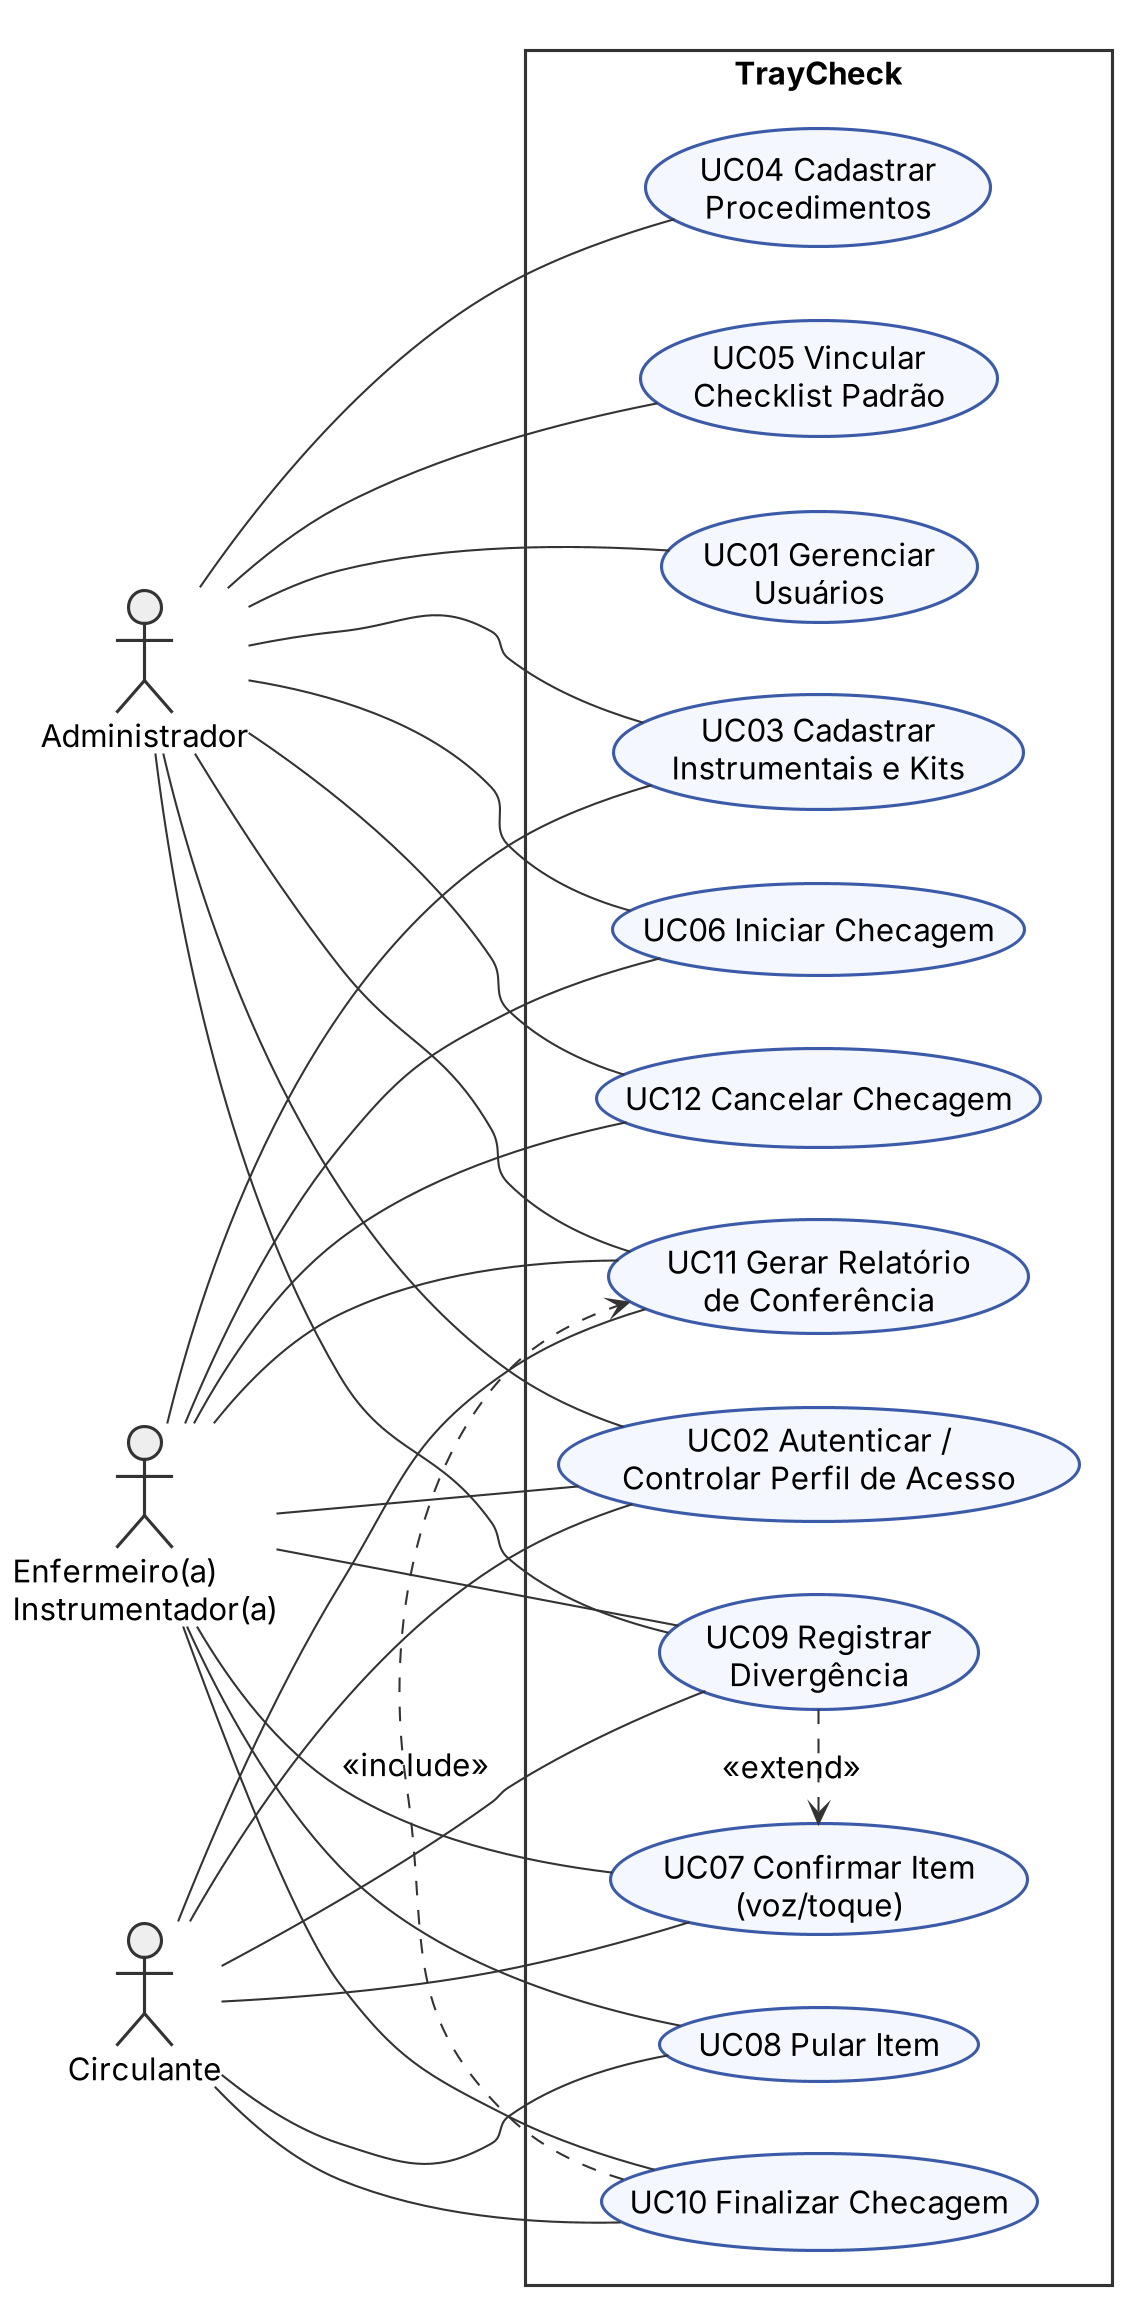 TrayCheck
UC04 Cadastrar
Procedimentos
UC05 Vincular
Checklist Padrão
UC01 Gerenciar
Usuários
Administrador
UC03 Cadastrar
Instrumentais e Kits
UC06 Iniciar Checagem
UC12 Cancelar Checagem
UC11 Gerar Relatório
de Conferência
UC02 Autenticar /
Controlar Perfil de Acesso
Enfermeiro(a)
Instrumentador(a)
UC09 Registrar
Divergência
«include»
«extend»
UC07 Confirmar Item
(voz/toque)
UC08 Pular Item
Circulante
UC10 Finalizar Checagem